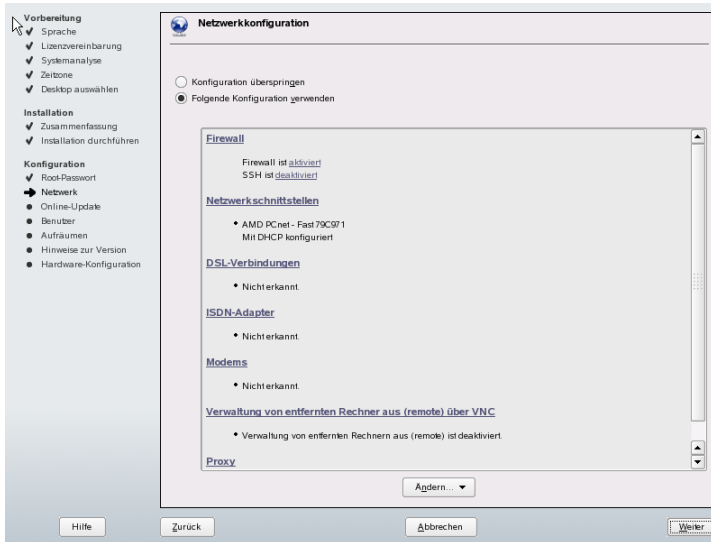 Vorbereitung
Sprache
Lizenzvereinbarung
Systemanalyse
Zeitzone
Desktop auswählen
Installation
Zusammenfassung
Installation durchführen
Konfiguration
Root-Passwort
Netzwerk
Online-Update
Benutzer
Aufräumen
Hinweise zur Version
Hardware-Konfiguration
Netzwerkkonfiguration
Konfiguration überspringen
Folgende Konfiguration verwenden
Firewall
Firewall ist aktiviert
SSH ist deaktiviert
Netzwerkschnittstellen
AMD PCnet - Fast 79C971
Mit DHCP konfiguriert
DSL-Verbindungen
Nicht erkannt.
ISDN-Adapter
Nicht erkannt.
Modems
Nicht erkannt.
Verwaltung von entfernten Rechner aus (remote) über VNC
Verwaltung von entfernten Rechnern aus (remote) ist deaktiviert.
Proxy
Ändern...
Hilfe
Zurück
Abbrechen
Weiter